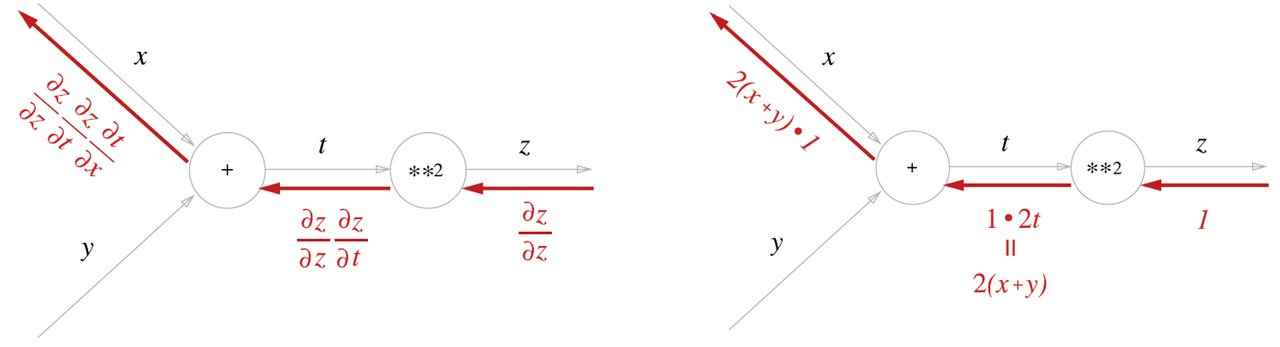 x
∂z ∂z ∂t
∂z ∂t ∂x
+
t
**2
z
∂z ∂z
∂z ∂t
∂z
∂z
y
x
2(x+y)•1
+
t
**2
z
1•2t
=
2(x+y)
1
y